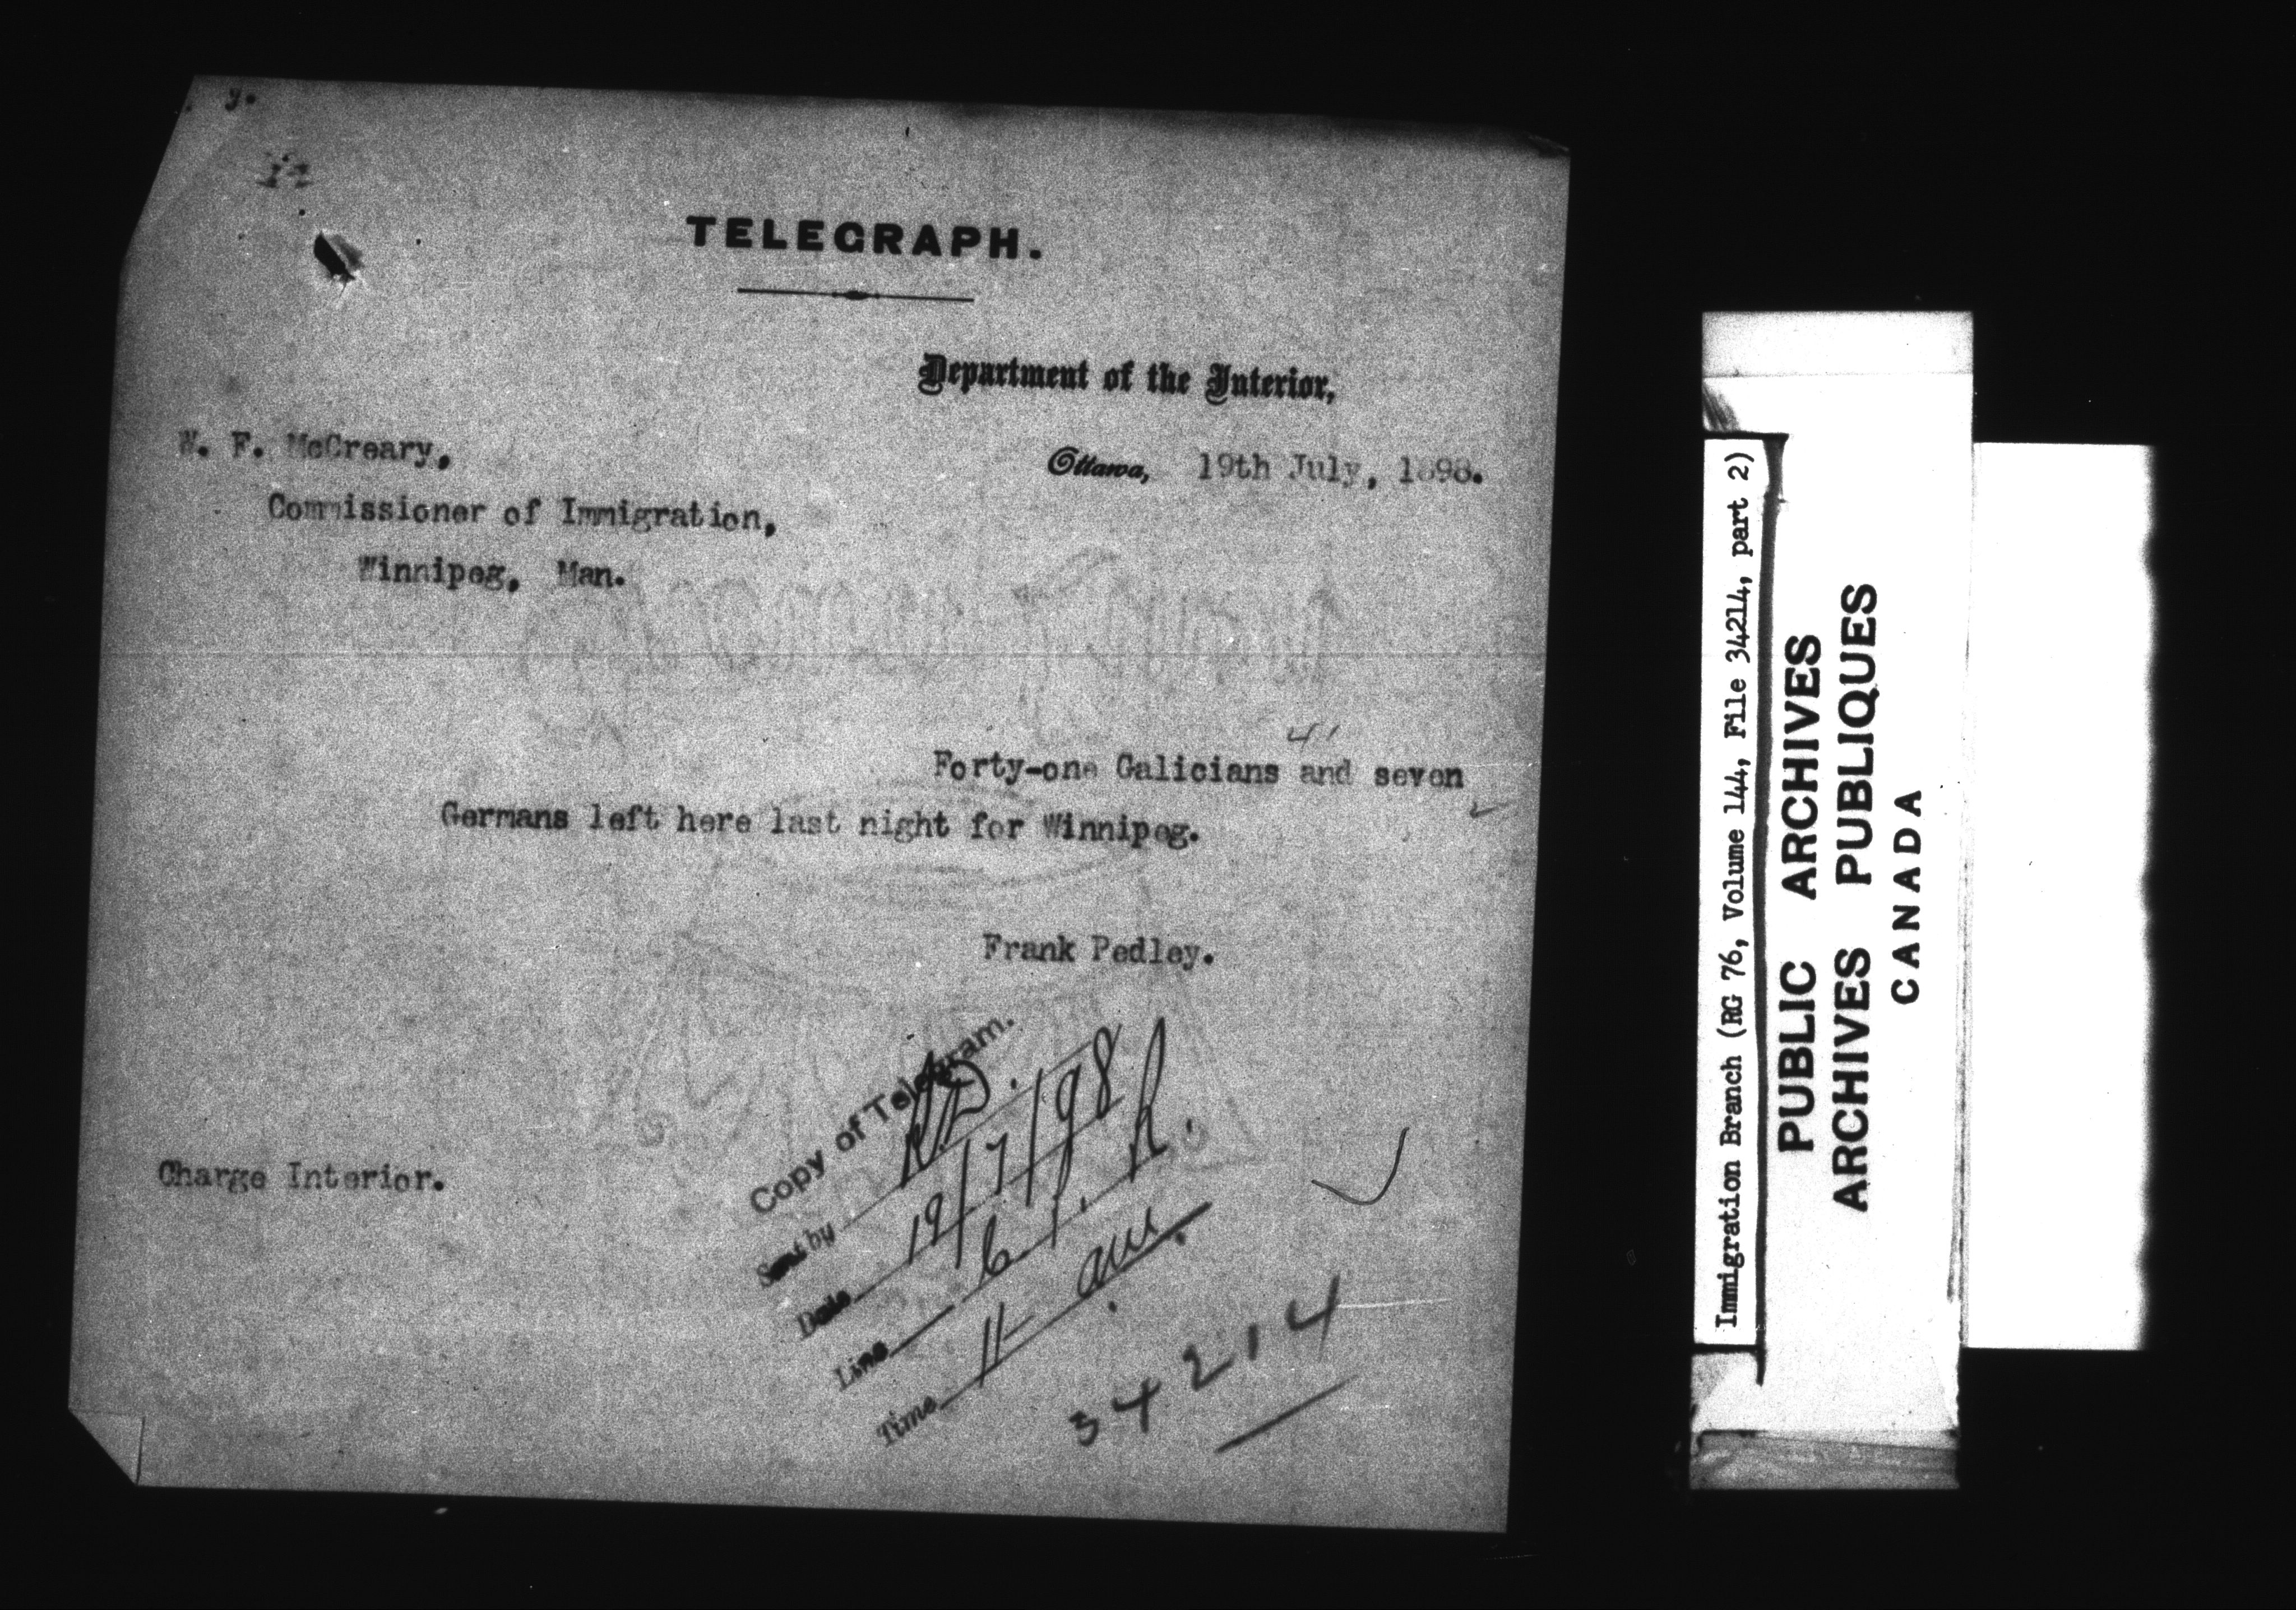 TELEGRAPH.
Department of the Interior,
Ottawa, 19th July, 1898.
W. F. McCreary,
Commissioner of Immigration,
Winnipeg, Man.
41
Forty-one Galicians and seven
Germans left here last night for Winnipeg.
Frank Pedley.
Charge Interior.
Copy of Telegram.
Sent by
Date 19/7/98
Line C. P. R.
Time 11 am.
34214
Immigration Branch (RG 76, Volume 144, File 34214, part 2)
PUBLIC ARCHIVES
ARCHIVES PUBLIQUES
CANADA